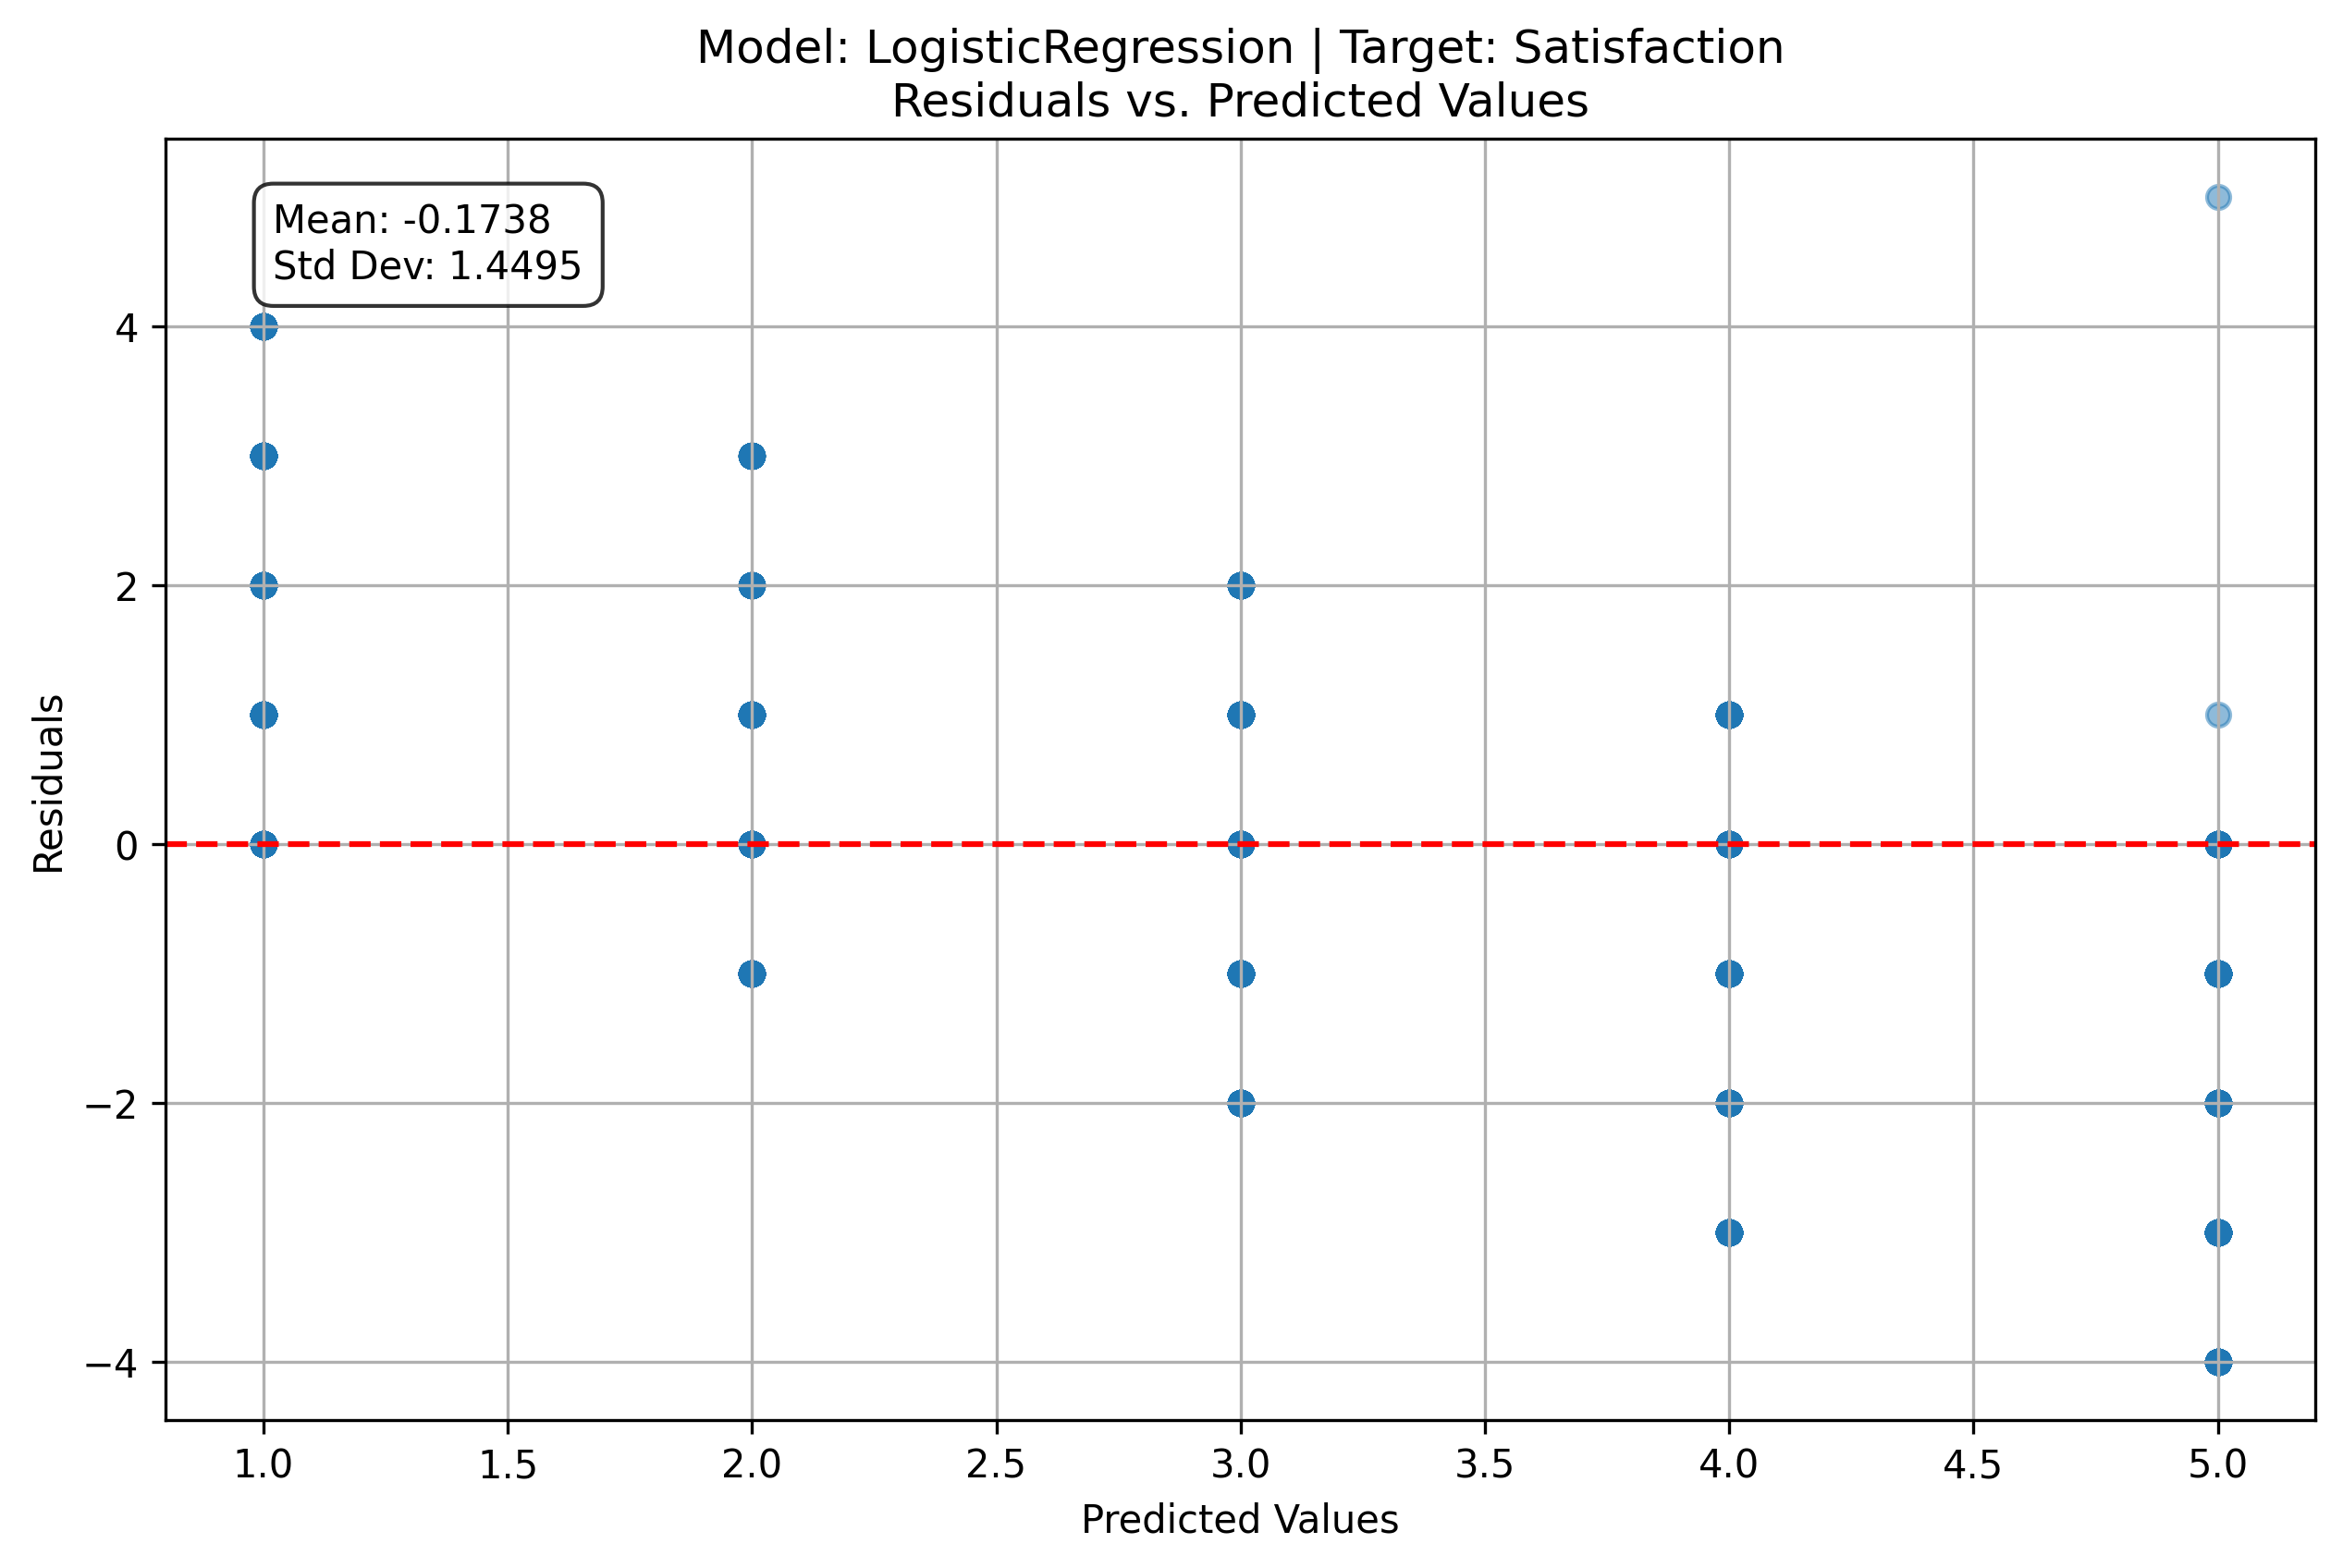 Model: LogisticRegression | Target: Satisfaction
Residuals vs. Predicted Values
Mean: -0.1738
Std Dev: 1.4495
4
2
0
−2
−4
Residuals
1.0 1.5 2.0 2.5 3.0 3.5 4.0 4.5 5.0
Predicted Values